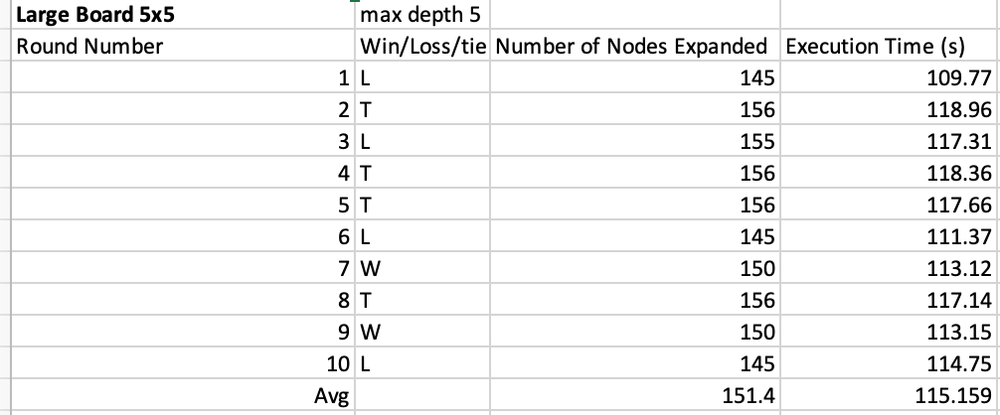 Large Board 5x5 max depth 5
Round Number Win/Loss/tie Number of Nodes Expanded Execution Time (s)
1 L 145 109.77
2 T 156 118.96
3 L 155 117.31
4 T 156 118.36
5 T 156 117.66
6 L 145 111.37
7 W 150 113.12
8 T 156 117.14
9 W 150 113.15
10 L 145 114.75
Avg 151.4 115.159